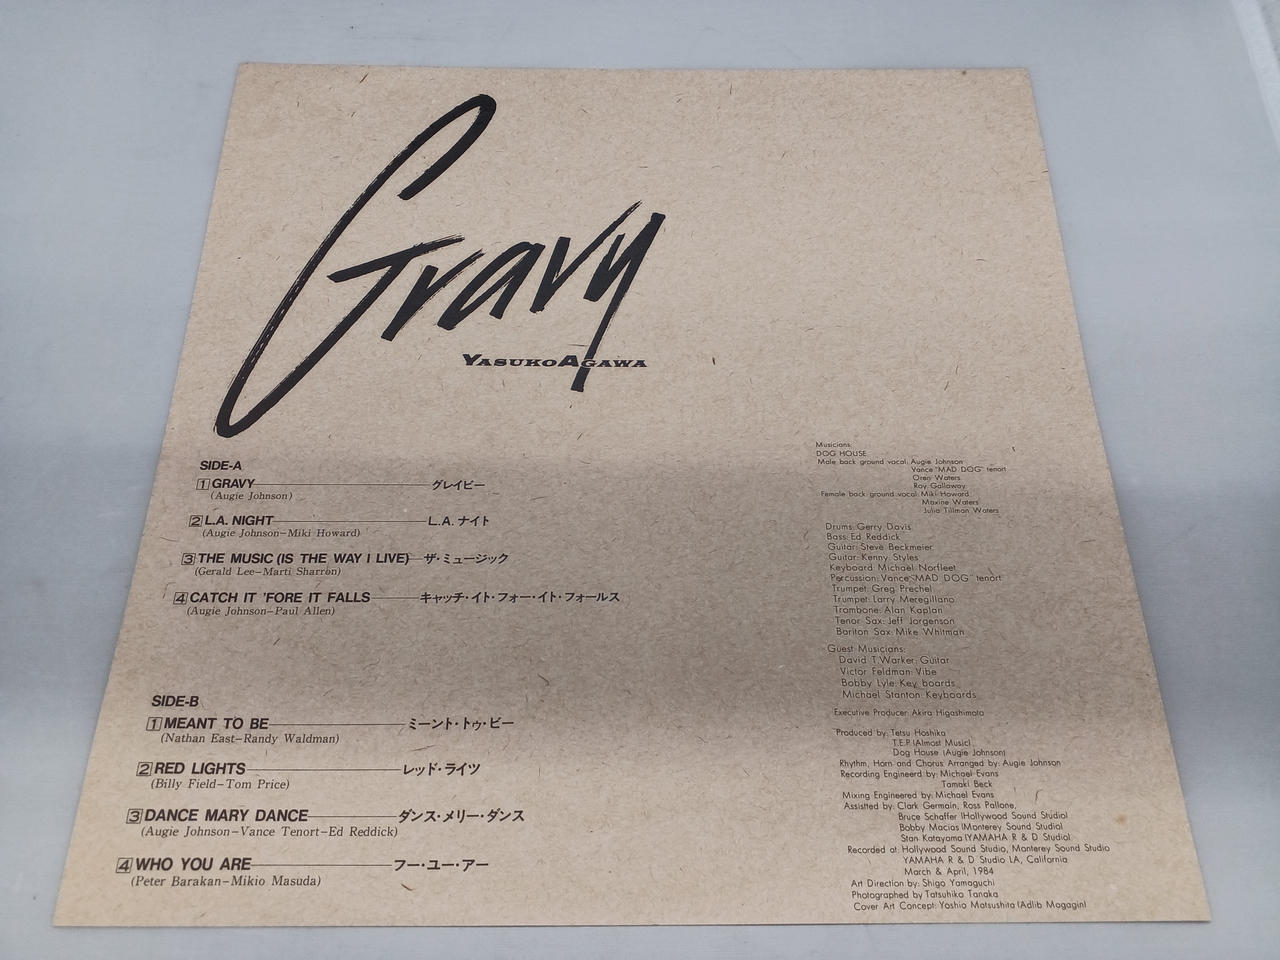 Gravy
YASUKO AGAWA
SIDE-A
1 GRAVY グレイビー
(Augie Johnson)
2 L.A. NIGHT L.A. ナイト
(Augie Johnson–Miki Howard)
3 THE MUSIC (IS THE WAY I LIVE) ザ・ミュージック
(Gerald Lee–Marti Sharron)
4 CATCH IT 'FORE IT FALLS キャッチ・イト・フォー・イト・フォールス
(Augie Johnson–Paul Allen)
SIDE-B
1 MEANT TO BE ミーント・トゥ・ビー
(Nathan East–Randy Waldman)
2 RED LIGHTS レッド・ライツ
(Billy Field–Tom Price)
3 DANCE MARY DANCE ダンス・メリー・ダンス
(Augie Johnson–Vance Tenort–Ed Reddick)
4 WHO YOU ARE フー・ユー・アー
(Peter Barakan–Mikio Masuda)
Musicians:
DOG HOUSE
Male back ground vocal: Augie Johnson
Vance "MAD DOG" tenort
Oren Waters
Roy Gallaway
Female back ground vocal: Miki Howard
Maxine Waters
Julia Tillman Waters
Drums: Gerry Davis
Bass: Ed Reddick
Guitar: Steve Beckmeier
Guitar: Kenny Styles
Keyboard: Michael Norfleet
Percussion: Vance "MAD DOG" tenort
Trumpet: Greg Prechel
Trumpet: Larry Meregillano
Trombone: Alan Kaplan
Tenor Sax: Jeff Jorgenson
Bariton Sax: Mike Whitman
Guest Musicians:
David T Warker: Guitar
Victor Feldman: Vibe
Bobby Lyle: Key boards
Michael Stanton: Keyboards
Executive Producer: Akira Higashimoto
Produced by: Tetsu Hoshika
T.E.P (Almost Music)
Dog House (Augie Johnson)
Rhythm, Horn and Chorus Arranged by: Augie Johnson
Recording Engineerd by: Michael Evans
Tamaki Beck
Mixing Engineered by: Michael Evans
Assisted by: Clark Germain, Ross Pallone,
Bruce Schaffer (Hollywood Sound Studio)
Bobby Macias (Monterey Sound Studio)
Stan Katayama (YAMAHA R & D Studio)
Recorded at: Hollywood Sound Studio, Monterey Sound Studio
YAMAHA R & D Studio LA, California
March & April, 1984
Art Direction by: Shigo Yamaguchi
Photographed by Tatsuhiko Tanaka
Cover Art Concept: Yoshio Matsushita (Adlib Magagin)